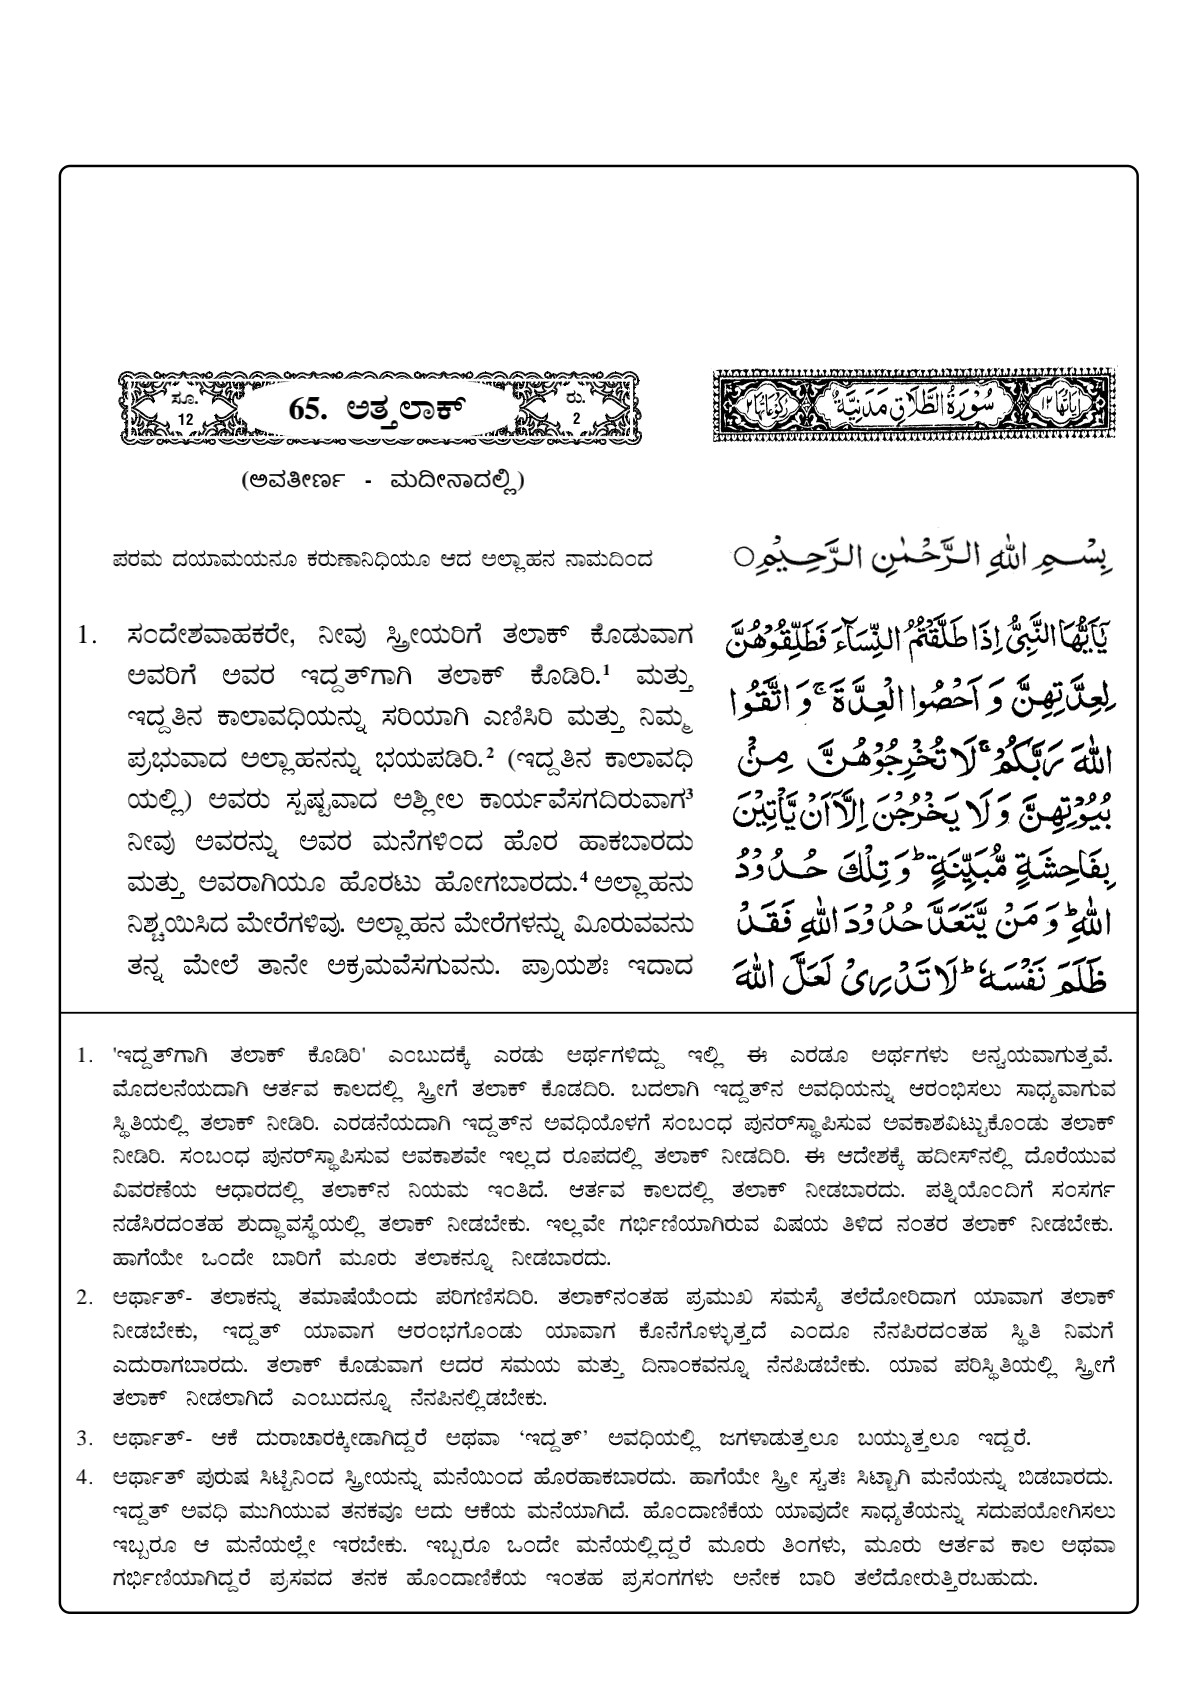 ಸೂ.
12
65. ಅತ್ತಲಾಕ್
ರು.
2
(ಅವತೀರ್ಣ - ಮದೀನಾದಲ್ಲಿ)
ಪರಮ ದಯಾಮಯನೂ ಕರುಣಾನಿಧಿಯೂ ಆದ ಅಲ್ಲಾಹನ ನಾಮದಿಂದ
1. ಸಂದೇಶವಾಹಕರೇ, ನೀವು ಸ್ತ್ರೀಯರಿಗೆ ತಲಾಕ್ ಕೊಡುವಾಗ
ಅವರಿಗೆ ಅವರ ಇದ್ದತ್‌ಗಾಗಿ ತಲಾಕ್ ಕೊಡಿರಿ.¹ ಮತ್ತು
ಇದ್ದತಿನ ಕಾಲಾವಧಿಯನ್ನು ಸರಿಯಾಗಿ ಎಣಿಸಿರಿ ಮತ್ತು ನಿಮ್ಮ
ಪ್ರಭುವಾದ ಅಲ್ಲಾಹನನ್ನು ಭಯಪಡಿರಿ.² (ಇದ್ದತಿನ ಕಾಲಾವಧಿ
ಯಲ್ಲಿ) ಅವರು ಸ್ಪಷ್ಟವಾದ ಅಶ್ಲೀಲ ಕಾರ್ಯವೆಸಗದಿರುವಾಗ³
ನೀವು ಅವರನ್ನು ಅವರ ಮನೆಗಳಿಂದ ಹೊರ ಹಾಕಬಾರದು
ಮತ್ತು ಅವರಾಗಿಯೂ ಹೊರಟು ಹೋಗಬಾರದು.⁴ ಅಲ್ಲಾಹನು
ನಿಶ್ಚಯಿಸಿದ ಮೇರೆಗಳಿವು. ಅಲ್ಲಾಹನ ಮೇರೆಗಳನ್ನು ಮೀರುವವನು
ತನ್ನ ಮೇಲೆ ತಾನೇ ಅಕ್ರಮವೆಸಗುವನು. ಪ್ರಾಯಶಃ ಇದಾದ
اٰيَاتُهَا ١٢
سُوْرَةُ الطَّلَاقِ مَدَنِيَّةٌ
رُكُوْعَاتُهَا ٢
بِسْمِ اللهِ الرَّحْمٰنِ الرَّحِيْمِ ○
يٰۤاَيُّهَا النَّبِىُّ اِذَا طَلَّقْتُمُ النِّسَآءَ فَطَلِّقُوْهُنَّ
لِعِدَّتِهِنَّ وَ اَحْصُوا الْعِدَّةَ ۚ وَ اتَّقُوا
اللهَ رَبَّكُمْ ۚ لَا تُخْرِجُوْهُنَّ مِنْۢ
بُيُوْتِهِنَّ وَ لَا يَخْرُجْنَ اِلَّاۤ اَنْ يَّاْتِيْنَ
بِفَاحِشَةٍ مُّبَيِّنَةٍ ؕ وَ تِلْكَ حُدُوْدُ
اللهِ ؕ وَ مَنْ يَّتَعَدَّ حُدُوْدَ اللهِ فَقَدْ
ظَلَمَ نَفْسَهٗ ؕ لَا تَدْرِىْ لَعَلَّ اللهَ
1. 'ಇದ್ದತ್‌ಗಾಗಿ ತಲಾಕ್ ಕೊಡಿರಿ' ಎಂಬುದಕ್ಕೆ ಎರಡು ಅರ್ಥಗಳಿದ್ದು ಇಲ್ಲಿ ಈ ಎರಡೂ ಅರ್ಥಗಳು ಅನ್ವಯವಾಗುತ್ತವೆ.
ಮೊದಲನೆಯದಾಗಿ ಆರ್ತವ ಕಾಲದಲ್ಲಿ ಸ್ತ್ರೀಗೆ ತಲಾಕ್ ಕೊಡದಿರಿ. ಬದಲಾಗಿ ಇದ್ದತ್‌ನ ಅವಧಿಯನ್ನು ಆರಂಭಿಸಲು ಸಾಧ್ಯವಾಗುವ
ಸ್ಥಿತಿಯಲ್ಲಿ ತಲಾಕ್ ನೀಡಿರಿ. ಎರಡನೆಯದಾಗಿ ಇದ್ದತ್‌ನ ಅವಧಿಯೊಳಗೆ ಸಂಬಂಧ ಪುನರ್‌ಸ್ಥಾಪಿಸುವ ಅವಕಾಶವಿಟ್ಟುಕೊಂಡು ತಲಾಕ್
ನೀಡಿರಿ. ಸಂಬಂಧ ಪುನರ್‌ಸ್ಥಾಪಿಸುವ ಅವಕಾಶವೇ ಇಲ್ಲದ ರೂಪದಲ್ಲಿ ತಲಾಕ್ ನೀಡದಿರಿ. ಈ ಆದೇಶಕ್ಕೆ ಹದೀಸ್‌ನಲ್ಲಿ ದೊರೆಯುವ
ವಿವರಣೆಯ ಆಧಾರದಲ್ಲಿ ತಲಾಕ್‌ನ ನಿಯಮ ಇಂತಿದೆ. ಆರ್ತವ ಕಾಲದಲ್ಲಿ ತಲಾಕ್ ನೀಡಬಾರದು. ಪತ್ನಿಯೊಂದಿಗೆ ಸಂಸರ್ಗ
ನಡೆಸಿರದಂತಹ ಶುದ್ಧಾವಸ್ಥೆಯಲ್ಲಿ ತಲಾಕ್ ನೀಡಬೇಕು. ಇಲ್ಲವೇ ಗರ್ಭಿಣಿಯಾಗಿರುವ ವಿಷಯ ತಿಳಿದ ನಂತರ ತಲಾಕ್ ನೀಡಬೇಕು.
ಹಾಗೆಯೇ ಒಂದೇ ಬಾರಿಗೆ ಮೂರು ತಲಾಕನ್ನೂ ನೀಡಬಾರದು.
2. ಅರ್ಥಾತ್- ತಲಾಕನ್ನು ತಮಾಷೆಯೆಂದು ಪರಿಗಣಿಸದಿರಿ. ತಲಾಕ್‌ನಂತಹ ಪ್ರಮುಖ ಸಮಸ್ಯೆ ತಲೆದೋರಿದಾಗ ಯಾವಾಗ ತಲಾಕ್
ನೀಡಬೇಕು, ಇದ್ದತ್ ಯಾವಾಗ ಆರಂಭಗೊಂಡು ಯಾವಾಗ ಕೊನೆಗೊಳ್ಳುತ್ತದೆ ಎಂದೂ ನೆನಪಿರದಂತಹ ಸ್ಥಿತಿ ನಿಮಗೆ
ಎದುರಾಗಬಾರದು. ತಲಾಕ್ ಕೊಡುವಾಗ ಅದರ ಸಮಯ ಮತ್ತು ದಿನಾಂಕವನ್ನೂ ನೆನಪಿಡಬೇಕು. ಯಾವ ಪರಿಸ್ಥಿತಿಯಲ್ಲಿ ಸ್ತ್ರೀಗೆ
ತಲಾಕ್ ನೀಡಲಾಗಿದೆ ಎಂಬುದನ್ನೂ ನೆನಪಿನಲ್ಲಿಡಬೇಕು.
3. ಅರ್ಥಾತ್- ಆಕೆ ದುರಾಚಾರಕ್ಕೀಡಾಗಿದ್ದರೆ ಅಥವಾ ‘ಇದ್ದತ್’ ಅವಧಿಯಲ್ಲಿ ಜಗಳಾಡುತ್ತಲೂ ಬಯ್ಯುತ್ತಲೂ ಇದ್ದರೆ.
4. ಅರ್ಥಾತ್ ಪುರುಷ ಸಿಟ್ಟಿನಿಂದ ಸ್ತ್ರೀಯನ್ನು ಮನೆಯಿಂದ ಹೊರಹಾಕಬಾರದು. ಹಾಗೆಯೇ ಸ್ತ್ರೀ ಸ್ವತಃ ಸಿಟ್ಟಾಗಿ ಮನೆಯನ್ನು ಬಿಡಬಾರದು.
ಇದ್ದತ್ ಅವಧಿ ಮುಗಿಯುವ ತನಕವೂ ಅದು ಆಕೆಯ ಮನೆಯಾಗಿದೆ. ಹೊಂದಾಣಿಕೆಯ ಯಾವುದೇ ಸಾಧ್ಯತೆಯನ್ನು ಸದುಪಯೋಗಿಸಲು
ಇಬ್ಬರೂ ಆ ಮನೆಯಲ್ಲೇ ಇರಬೇಕು. ಇಬ್ಬರೂ ಒಂದೇ ಮನೆಯಲ್ಲಿದ್ದರೆ ಮೂರು ತಿಂಗಳು, ಮೂರು ಆರ್ತವ ಕಾಲ ಅಥವಾ
ಗರ್ಭಿಣಿಯಾಗಿದ್ದರೆ ಪ್ರಸವದ ತನಕ ಹೊಂದಾಣಿಕೆಯ ಇಂತಹ ಪ್ರಸಂಗಗಳು ಅನೇಕ ಬಾರಿ ತಲೆದೋರುತ್ತಿರಬಹುದು.